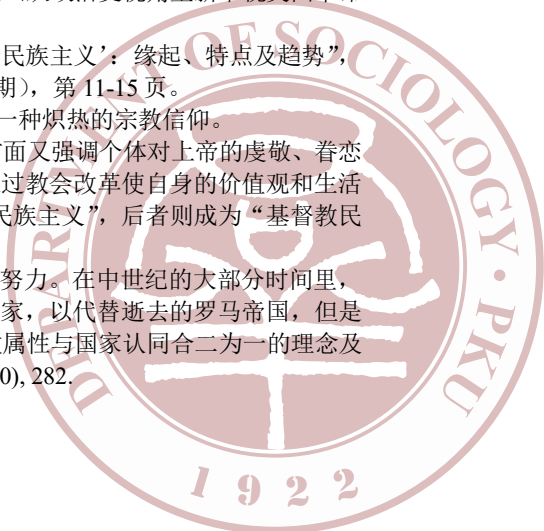 民族主义’：缘起、特点及趋势”，
期），第 11-15 页。
一种炽热的宗教信仰。
面又强调个体对上帝的虔敬、眷恋
过教会改革使自身的价值观和生活
民族主义”，后者则成为“基督教民
努力。在中世纪的大部分时间里，
家，以代替逝去的罗马帝国，但是
属性与国家认同合二为一的理念及
0), 282.
DEPARTMENT OF SOCIOLOGY · PKU
1922